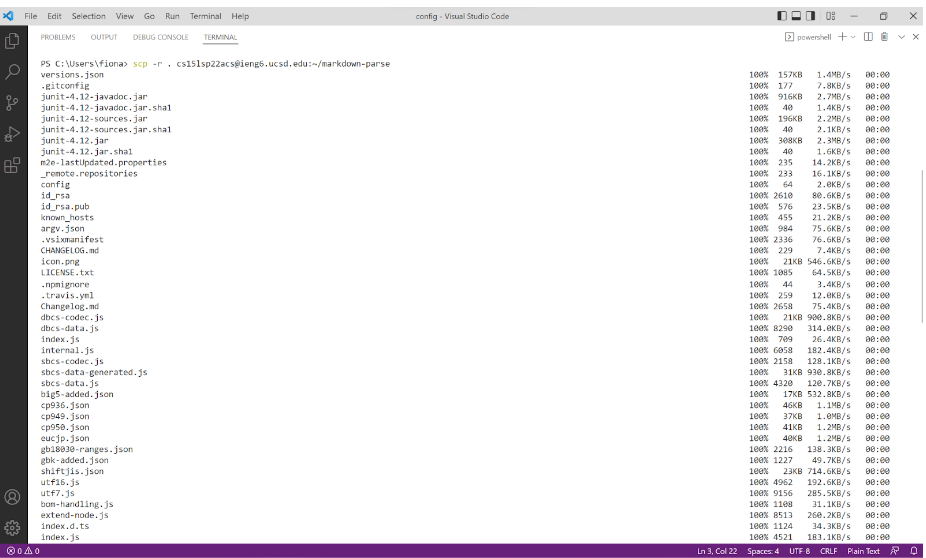 File Edit Selection View Go Run Terminal Help config - Visual Studio Code
PROBLEMS OUTPUT DEBUG CONSOLE TERMINAL powershell
PS C:\Users\fiona> scp -r . cs15lsp22acs@ieng6.ucsd.edu:~/markdown-parse
versions.json 100% 157KB 1.4MB/s 00:00
.gitconfig 100% 177 7.8KB/s 00:00
junit-4.12-javadoc.jar 100% 916KB 2.7MB/s 00:00
junit-4.12-javadoc.jar.sha1 100% 40 1.4KB/s 00:00
junit-4.12-sources.jar 100% 196KB 2.2MB/s 00:00
junit-4.12-sources.jar.sha1 100% 40 2.1KB/s 00:00
junit-4.12.jar 100% 308KB 2.3MB/s 00:00
junit-4.12.jar.sha1 100% 40 1.6KB/s 00:00
m2e-lastUpdated.properties 100% 235 14.2KB/s 00:00
_remote.repositories 100% 233 16.1KB/s 00:00
config 100% 64 2.0KB/s 00:00
id_rsa 100% 2610 80.6KB/s 00:00
id_rsa.pub 100% 576 23.5KB/s 00:00
known_hosts 100% 455 21.2KB/s 00:00
argv.json 100% 984 75.6KB/s 00:00
.vsixmanifest 100% 2336 76.6KB/s 00:00
CHANGELOG.md 100% 229 7.4KB/s 00:00
icon.png 100% 21KB 546.6KB/s 00:00
LICENSE.txt 100% 1085 64.5KB/s 00:00
.npmignore 100% 44 3.4KB/s 00:00
.travis.yml 100% 259 12.0KB/s 00:00
Changelog.md 100% 2658 75.4KB/s 00:00
dbcs-codec.js 100% 21KB 900.8KB/s 00:00
dbcs-data.js 100% 8290 314.0KB/s 00:00
index.js 100% 709 26.4KB/s 00:00
internal.js 100% 6058 182.4KB/s 00:00
sbcs-codec.js 100% 2158 128.1KB/s 00:00
sbcs-data-generated.js 100% 31KB 930.8KB/s 00:00
sbcs-data.js 100% 4320 120.7KB/s 00:00
big5-added.json 100% 17KB 532.8KB/s 00:00
cp936.json 100% 46KB 1.1MB/s 00:00
cp949.json 100% 37KB 1.0MB/s 00:00
cp950.json 100% 41KB 1.2MB/s 00:00
eucjp.json 100% 40KB 1.2MB/s 00:00
gb18030-ranges.json 100% 2216 138.3KB/s 00:00
gbk-added.json 100% 1227 49.7KB/s 00:00
shiftjis.json 100% 23KB 714.6KB/s 00:00
utf16.js 100% 4962 192.6KB/s 00:00
utf7.js 100% 9156 285.5KB/s 00:00
bom-handling.js 100% 1108 31.1KB/s 00:00
extend-node.js 100% 8513 260.2KB/s 00:00
index.d.ts 100% 1124 34.3KB/s 00:00
index.js 100% 4521 183.1KB/s 00:00
0 0 Ln 3, Col 22 Spaces: 4 UTF-8 CRLF Plain Text